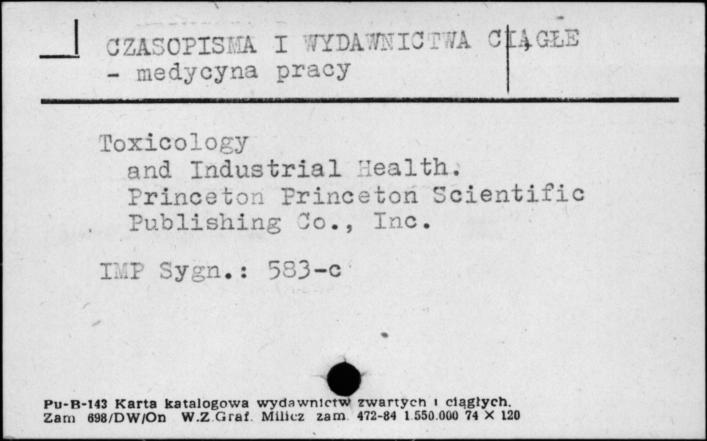 CZASOPISMA I WYDAWNICTWA CIĄGŁE
- medycyna pracy
Toxicology
and Industrial Health.
Princeton Princeton Scientific
Publishing Co., Inc.
IMP Sygn.: 583-c
Pu-B-143 Karta katalogowa wydawnictw zwartych i ciągłych.
Zam 698/DW/On W.Z.Graf. Milicz zam. 472-84 1.550.000 74 X 120